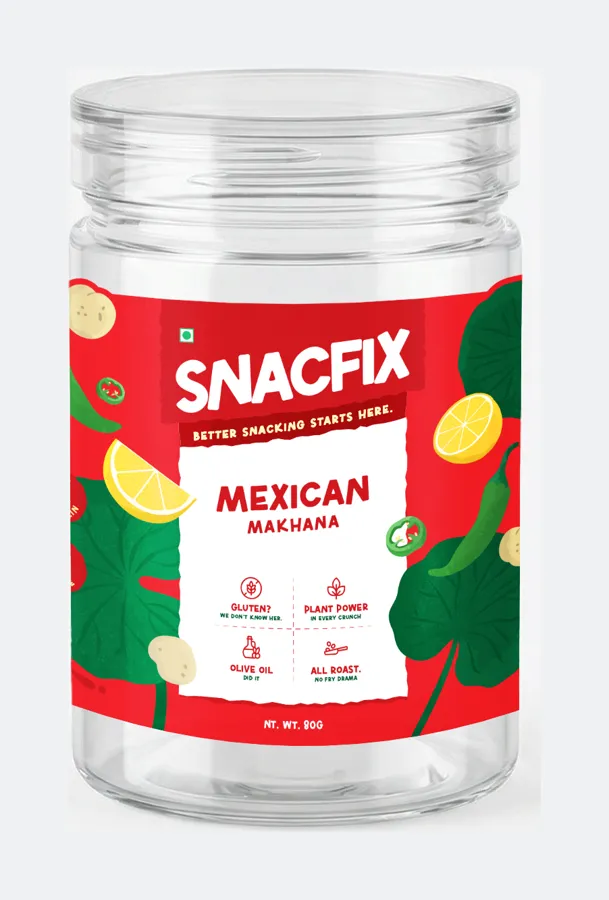 SNACFIX
BETTER SNACKING STARTS HERE.
MEXICAN
MAKHANA
GLUTEN?
WE DON'T KNOW HER.
PLANT POWER
IN EVERY CRUNCH
OLIVE OIL
DID IT
ALL ROAST.
NO FRY DRAMA
NT. WT. 80G